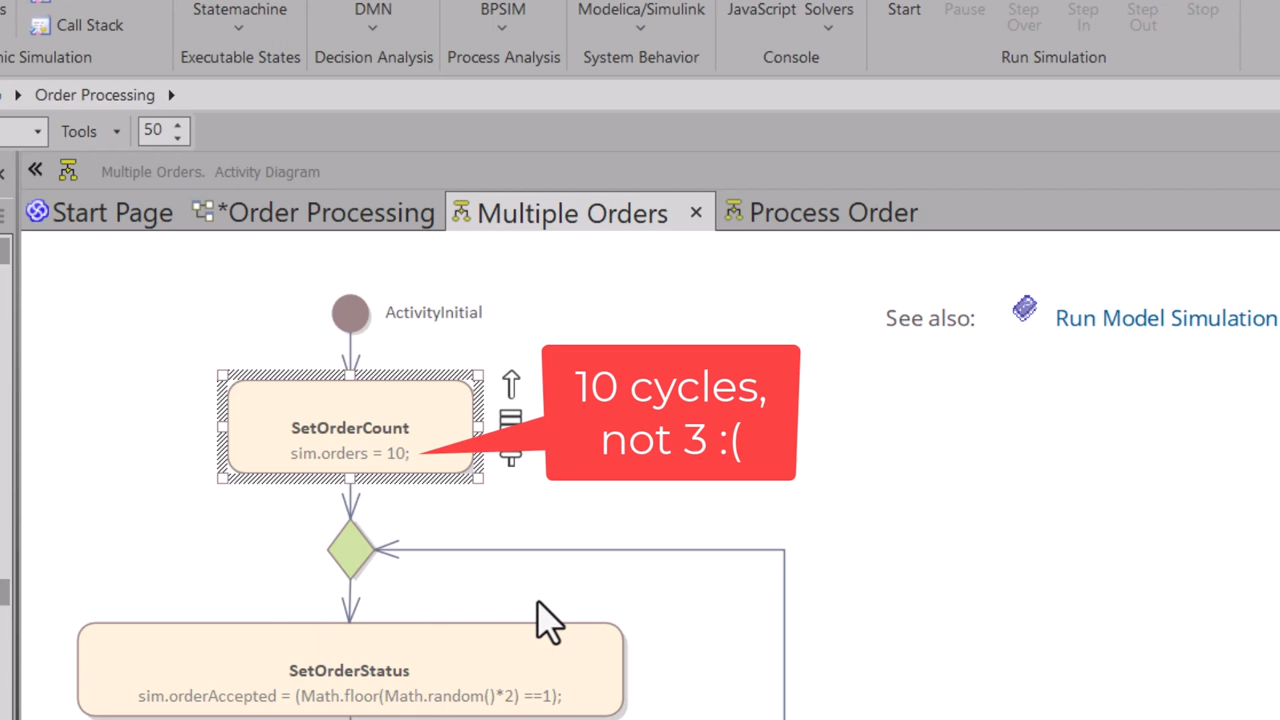 Statemachine
DMN
BPSIM
Modelica/Simulink
JavaScript Solvers
Start
Pause
Step
Over
Step
In
Step
Out
Stop
Call Stack
Executable States
Decision Analysis
Process Analysis
System Behavior
Console
Run Simulation
Simulation
Order Processing
Tools
50
Multiple Orders. Activity Diagram
Start Page
*Order Processing
Multiple Orders
Process Order
ActivityInitial
See also:
Run Model Simulation
10 cycles,
not 3 :(
SetOrderCount
sim.orders = 10;
SetOrderStatus
sim.orderAccepted = (Math.floor(Math.random()*2) ==1);